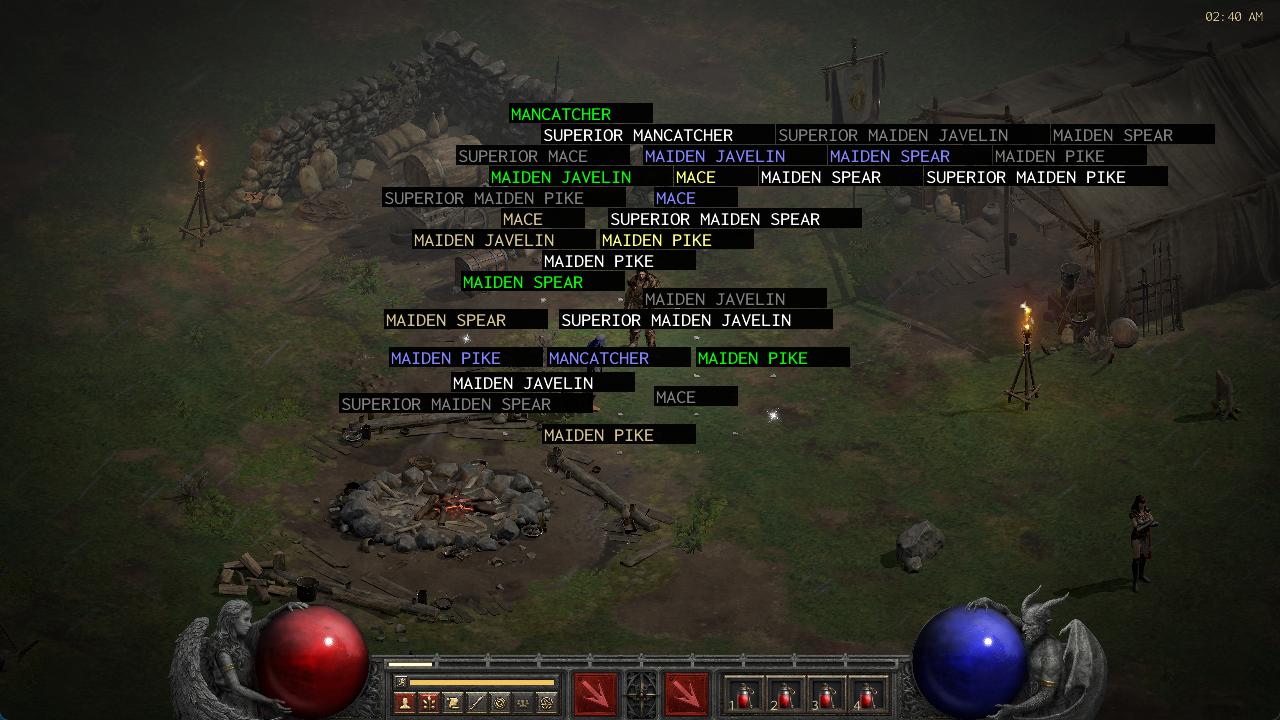 02:40 AM
MANCATCHER
SUPERIOR MANCATCHER SUPERIOR MAIDEN JAVELIN MAIDEN SPEAR
SUPERIOR MACE MAIDEN JAVELIN MAIDEN SPEAR MAIDEN PIKE
MAIDEN JAVELIN MACE MAIDEN SPEAR SUPERIOR MAIDEN PIKE
SUPERIOR MAIDEN PIKE MACE
MACE SUPERIOR MAIDEN SPEAR
MAIDEN JAVELIN MAIDEN PIKE
MAIDEN PIKE
MAIDEN SPEAR
MAIDEN JAVELIN
MAIDEN SPEAR SUPERIOR MAIDEN JAVELIN
MAIDEN PIKE MANCATCHER MAIDEN PIKE
MAIDEN JAVELIN
MACE
SUPERIOR MAIDEN SPEAR
MAIDEN PIKE
1 2 3 4